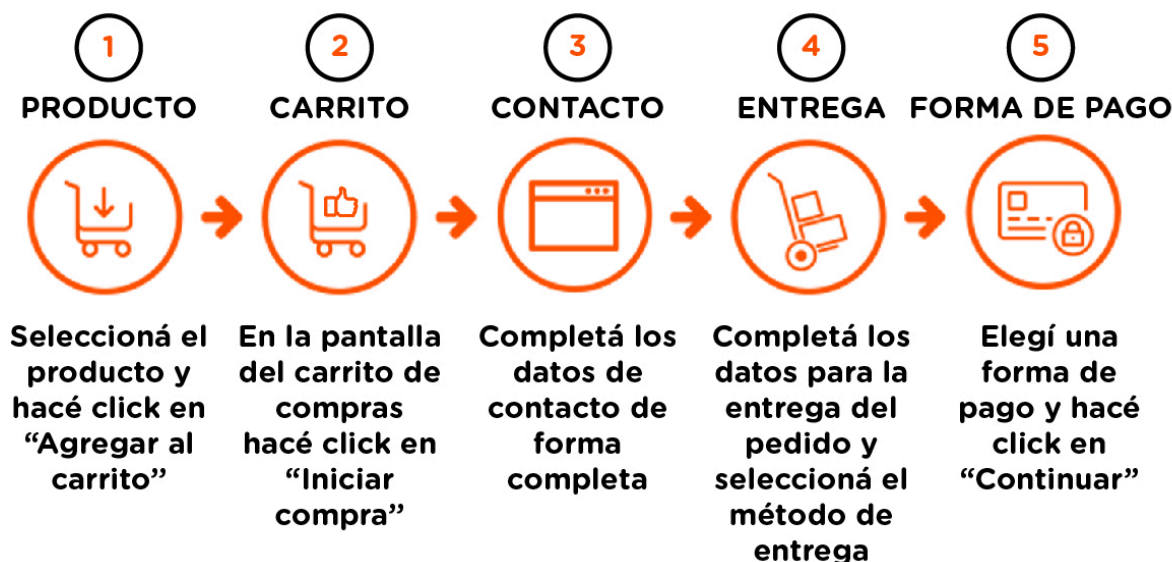 1
PRODUCTO
Seleccioná el
producto y
hacé click en
“Agregar al
carrito”
2
CARRITO
En la pantalla
del carrito de
compras
hacé click en
“Iniciar
compra”
3
CONTACTO
Completá los
datos de
contacto de
forma
completa
4
ENTREGA
Completá los
datos para la
entrega del
pedido y
seleccioná el
método de
entrega
5
FORMA DE PAGO
Elegí una
forma de
pago y hacé
click en
“Continuar”